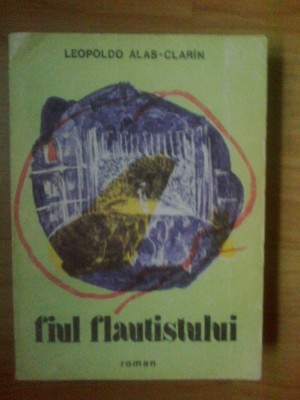 LEOPOLDO ALAS-CLARÍN
fiul flautistului
roman